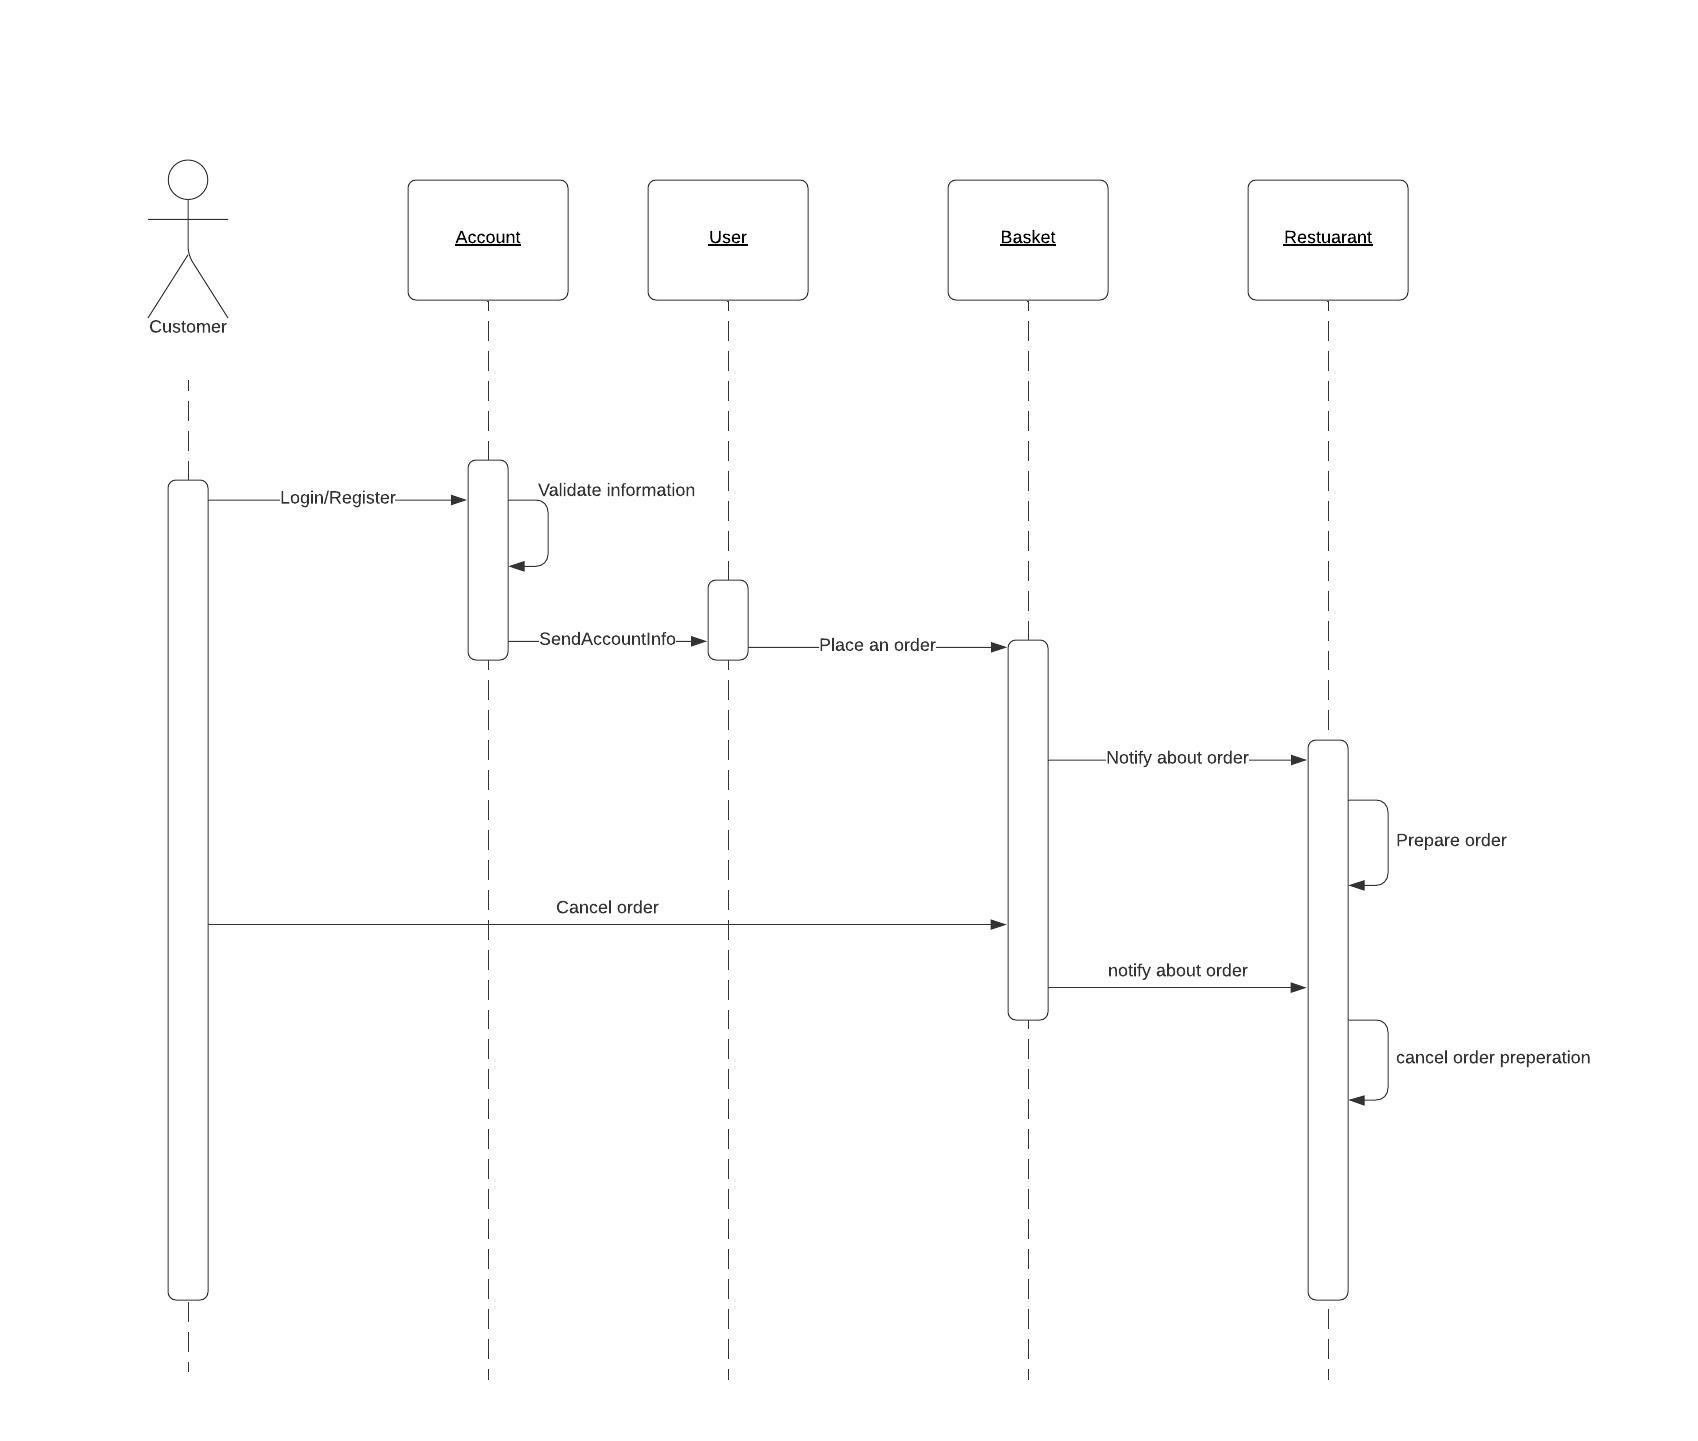 Account
User
Basket
Restuarant
Customer
Validate information
Login/Register
SendAccountInfo
Place an order
Notify about order
Prepare order
Cancel order
notify about order
cancel order preperation